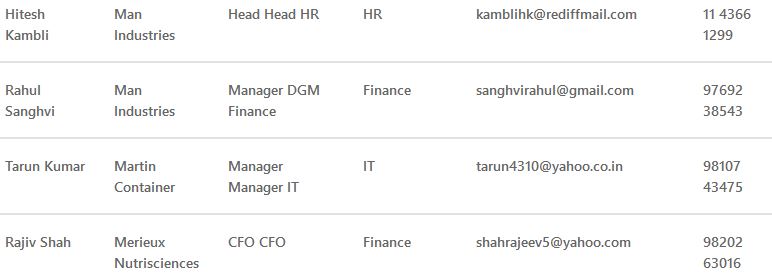 Hitesh Man Head Head HR HR kamblihk@rediffmail.com 11 4366
Kambli Industries 1299
Rahul Man Manager DGM Finance sanghvirahul@gmail.com 97692
Sanghvi Industries Finance 38543
Tarun Kumar Martin Manager IT tarun4310@yahoo.co.in 98107
Container Manager IT 43475
Rajiv Shah Merieux CFO CFO Finance shahrajeev5@yahoo.com 98202
Nutrisciences 63016